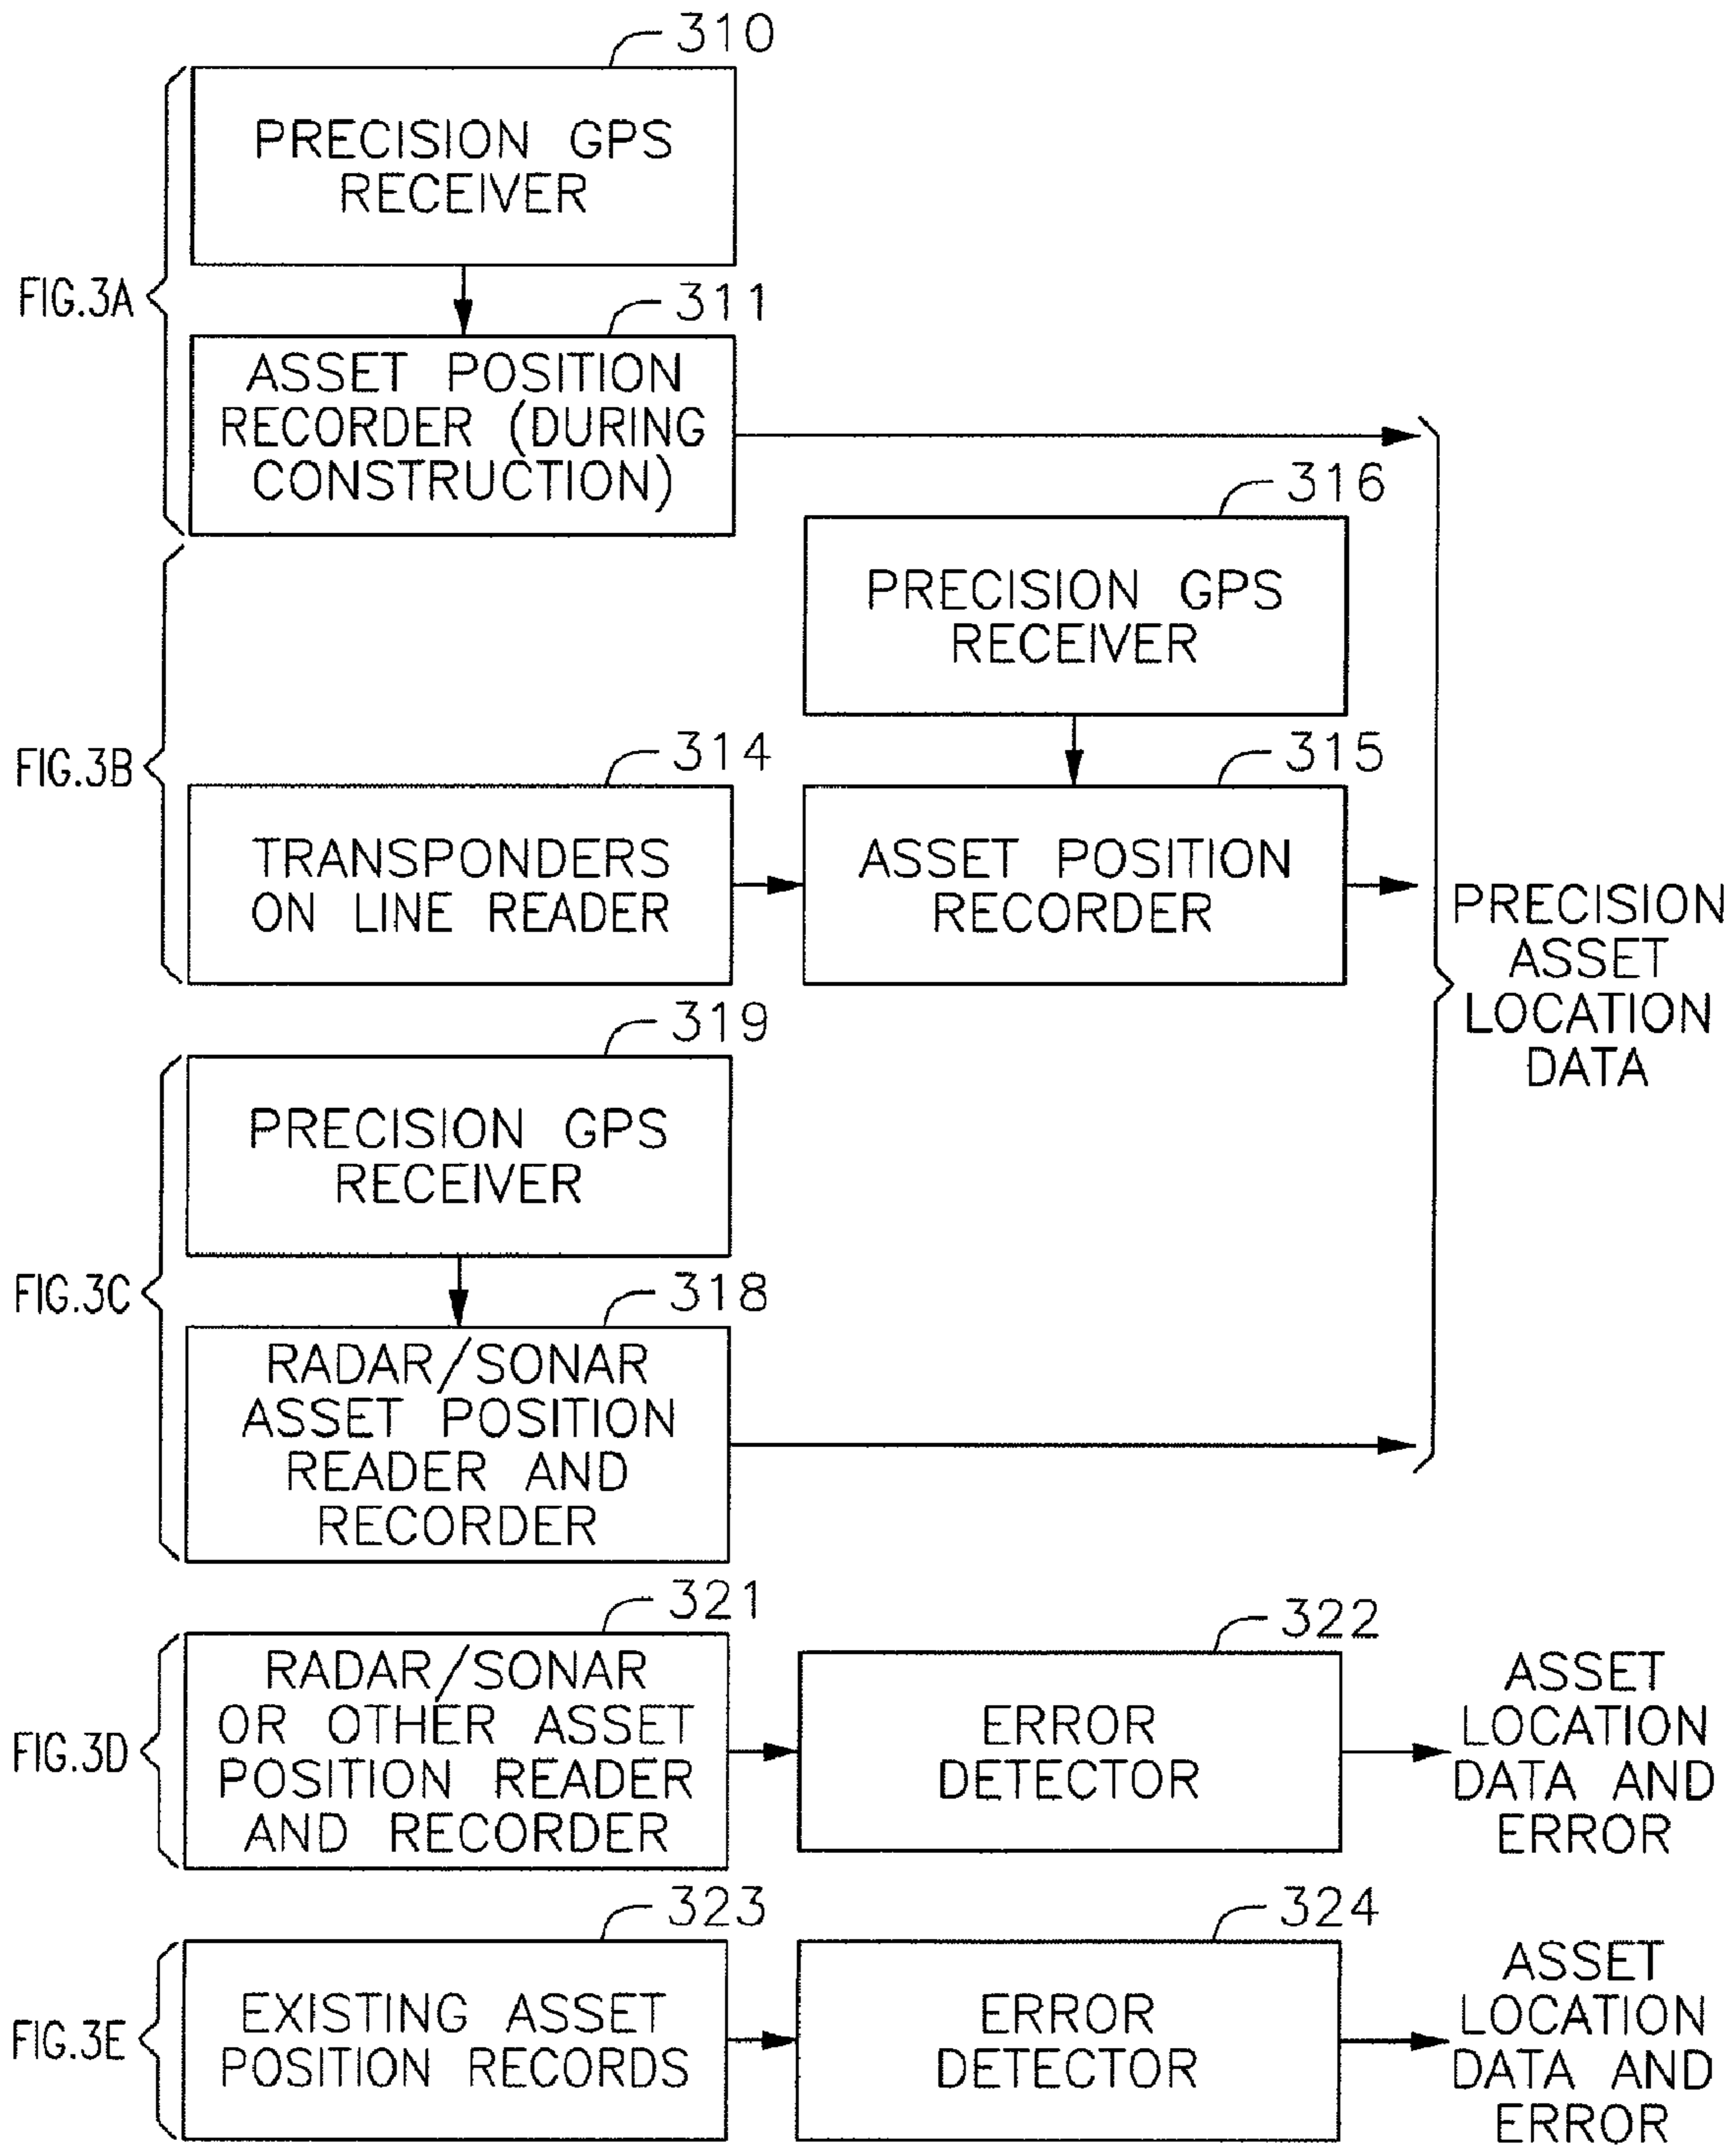 310
PRECISION GPS
RECEIVER
FIG.3A
311
ASSET POSITION
RECORDER (DURING
CONSTRUCTION)
316
PRECISION GPS
RECEIVER
FIG.3B
314
TRANSPONDERS
ON LINE READER
315
ASSET POSITION
RECORDER
PRECISION
ASSET
LOCATION
DATA
319
PRECISION GPS
RECEIVER
FIG.3C
318
RADAR/SONAR
ASSET POSITION
READER AND
RECORDER
FIG.3D
321
RADAR/SONAR
OR OTHER ASSET
POSITION READER
AND RECORDER
322
ERROR
DETECTOR
ASSET
LOCATION
DATA AND
ERROR
FIG.3E
323
EXISTING ASSET
POSITION RECORDS
324
ERROR
DETECTOR
ASSET
LOCATION
DATA AND
ERROR